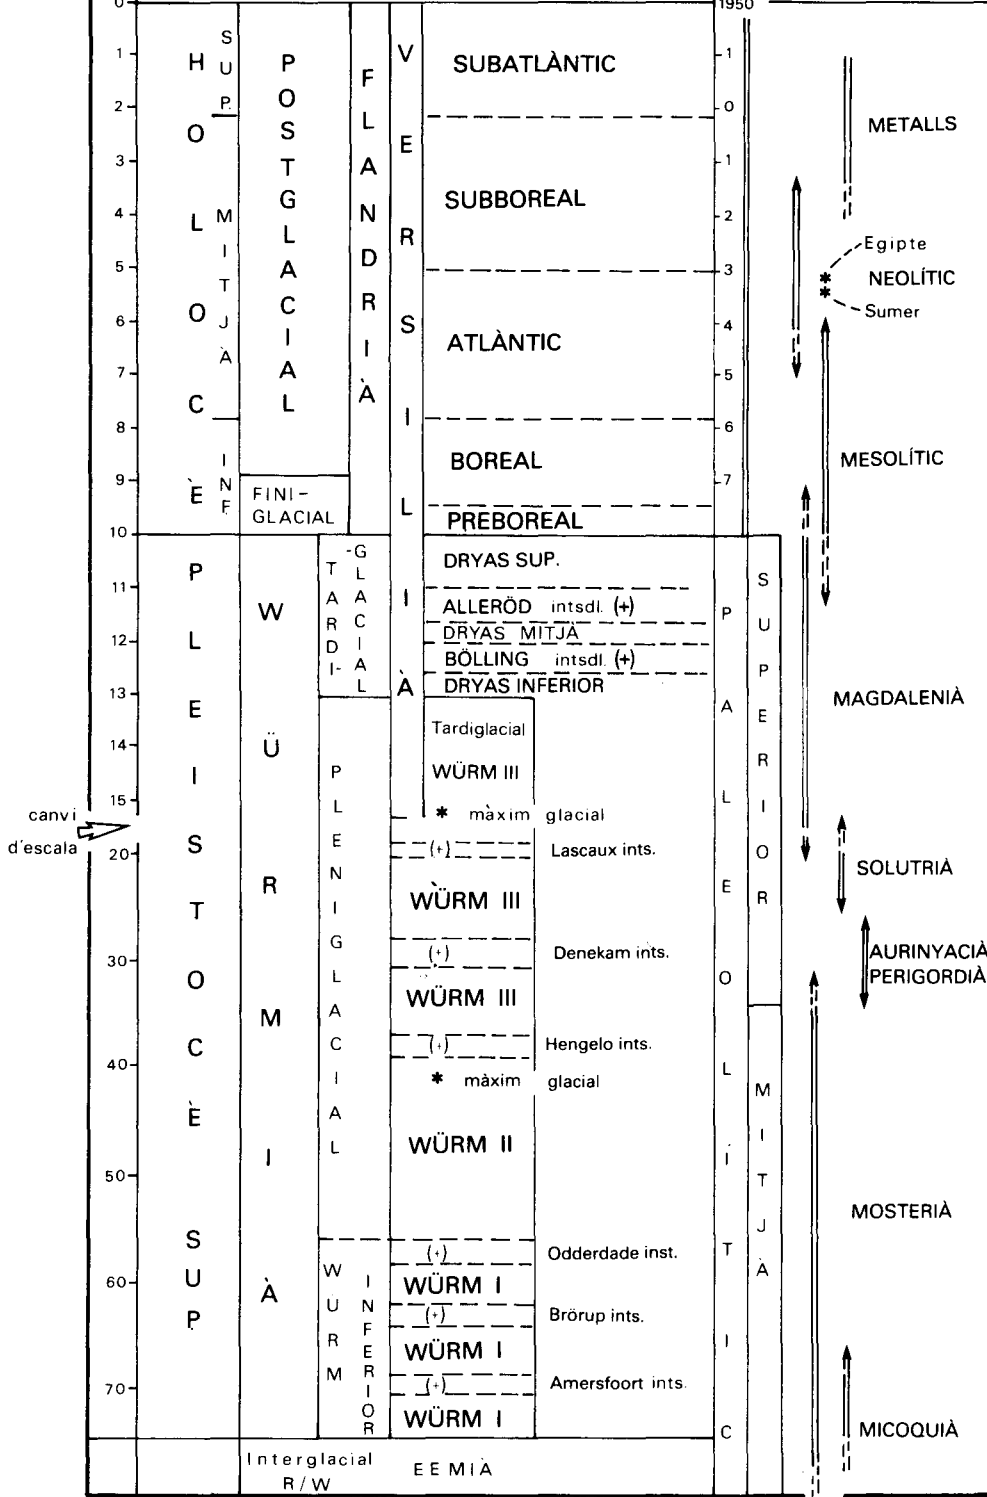 0
1950
HOLOCÈ
SUP.
MITJÀ
INF.
POSTGLACIAL
FINI-
GLACIAL
FLANDRIÀ
VERSILIÀ
1
2
3
4
5
6
7
8
9
10
SUBATLÀNTIC
SUBBOREAL
ATLÀNTIC
BOREAL
PREBOREAL
1
0
1
2
3
4
5
6
7
METALLS
Egipte
* NEOLÍTIC
*
Sumer
MESOLÍTIC
11
12
13
14
15
canvi
d'escala
20
30
40
50
60
70
PLEISTOCÈ
SUP.
WÜRMIÀ
TARDI-
-GLACIAL
DRYAS SUP.
ALLERÖD intsdl. (+)
DRYAS MITJÀ
BÖLLING intsdl. (+)
DRYAS INFERIOR
PLENIGLACIAL
Tardiglacial
WÜRM III
* màxim glacial
(+) Lascaux ints.
WÜRM III
(+) Denekam ints.
WÜRM III
(+) Hengelo ints.
* màxim glacial
WÜRM II
WÜRM
INFERIOR
(+) Odderdade inst.
WÜRM I
(+) Brörup ints.
WÜRM I
(+) Amersfoort ints.
WÜRM I
PALEOLÍTIC
SUPERIOR
MITJÀ
MAGDALENIÀ
SOLUTRIÀ
AURINYACIÀ
PERIGORDIÀ
MOSTERIÀ
MICOQUIÀ
Interglacial
R/W
EEMIÀ